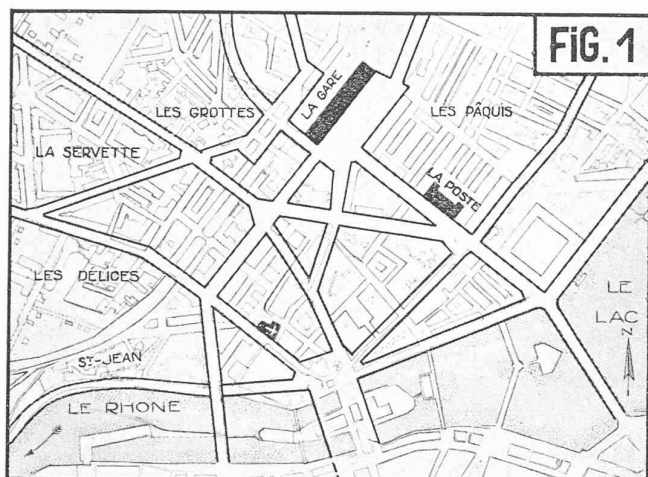 FIG. 1
LA GARE
LES GROTTES
LES PÂQUIS
LA SERVETTE
LA POSTE
LES DÉLICES
LE
LAC
N
ST-JEAN
LE RHONE